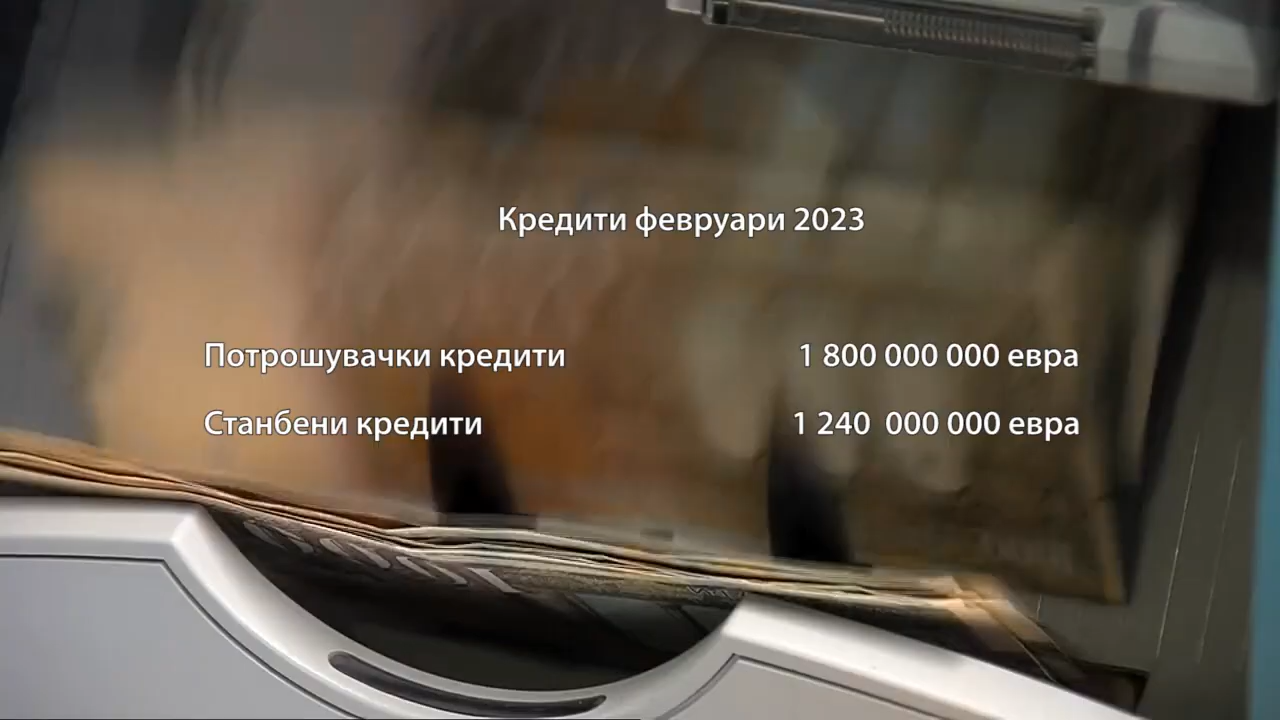 Кредити февруари 2023
Потрошувачки кредити 1 800 000 000 евра
Станбени кредити 1 240 000 000 евра